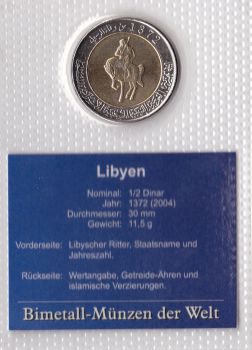 1372
Libyen
Nominal: 1/2 Dinar
Jahr: 1372 (2004)
Durchmesser: 30 mm
Gewicht: 11,5 g
Vorderseite: Libyscher Ritter, Staatsname und
Jahreszahl.
Rückseite: Wertangabe, Getreide-Ähren und
islamische Verzierungen.
Bimetall-Münzen der Welt